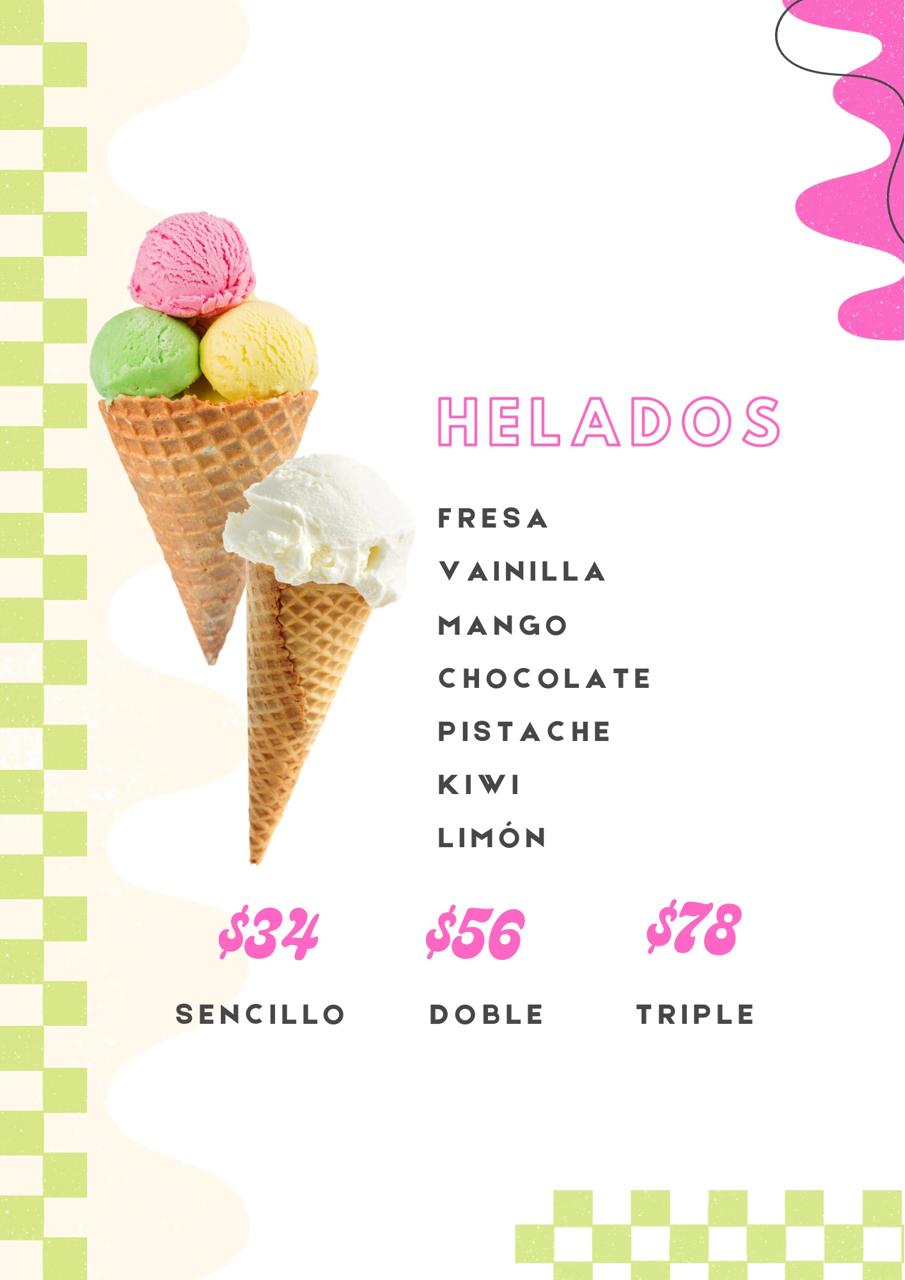 HELADOS
FRESA
VAINILLA
MANGO
CHOCOLATE
PISTACHE
KIWI
LIMÓN
$34 $56 $78
SENCILLO DOBLE TRIPLE